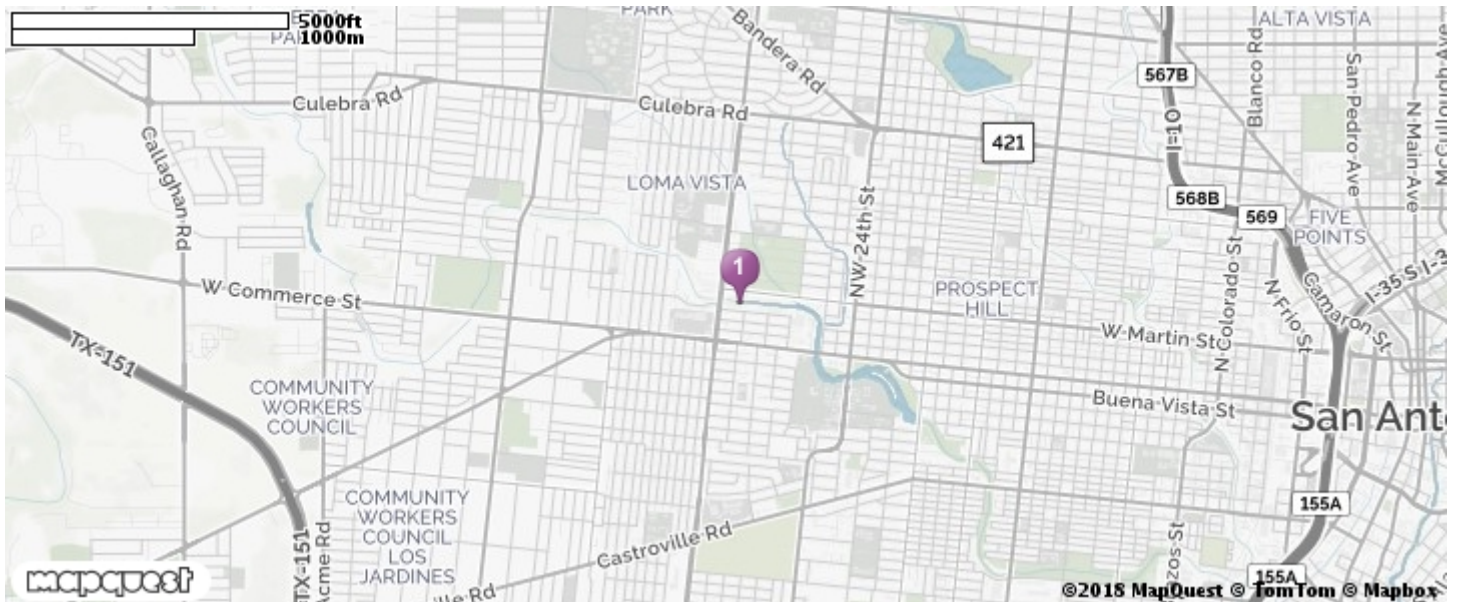 5000ft
1000m
PARK
Bandera Rd
ALTA VISTA
567B
Blanco Rd
San Pedro Ave
N Main Ave
McCullough Ave
Culebra Rd
Culebra Rd
I-10
421
Callaghan Rd
LOMA VISTA
NW 24th St
568B
569
FIVE
POINTS
1
W Commerce St
PROSPECT
HILL
N Colorado St
N Frio St
Camaron St
I-35 S I-3
W Martin St
TX-151
COMMUNITY
WORKERS
COUNCIL
Buena Vista St
San Ant
COMMUNITY
WORKERS
COUNCIL
LOS
JARDINES
TX-151
Acme Rd
Castroville Rd
ville Rd
155A
zos St
155A
mapquest
©2018 MapQuest © TomTom © Mapbox